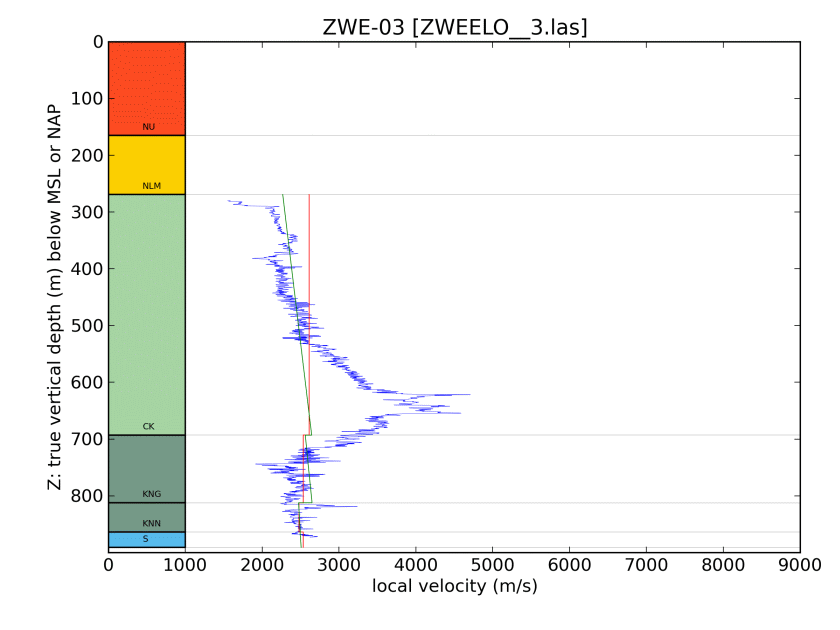 ZWE-03 [ZWEELO__3.las]
Z: true vertical depth (m) below MSL or NAP
0
100
200
300
400
500
600
700
800
NU
NLM
CK
KNG
KNN
S
0 1000 2000 3000 4000 5000 6000 7000 8000 9000
local velocity (m/s)